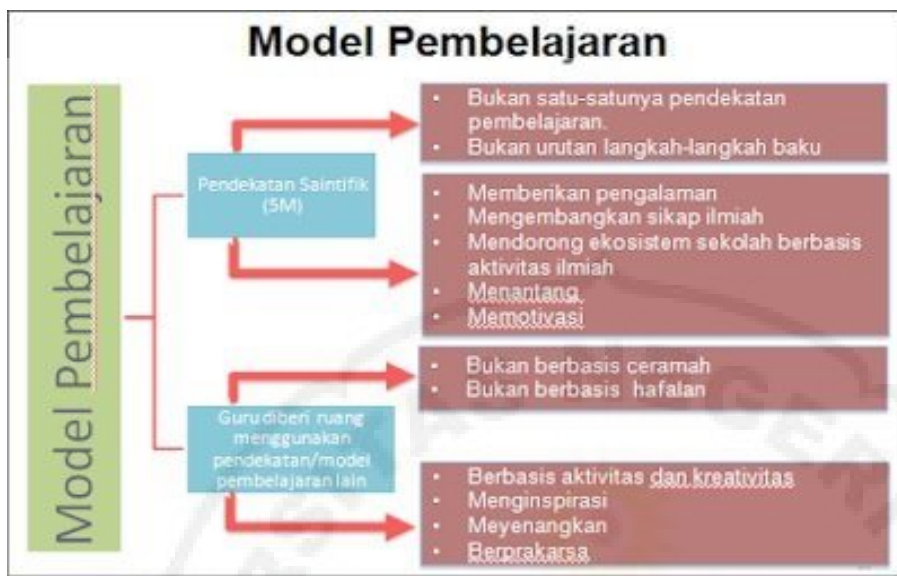 Model Pembelajaran
Model Pembelajaran
Pendekatan Saintifik
(5M)
• Bukan satu-satunya pendekatan
pembelajaran.
• Bukan urutan langkah-langkah baku
• Memberikan pengalaman
• Mengembangkan sikap ilmiah
• Mendorong ekosistem sekolah berbasis
aktivitas ilmiah
• Menantang
• Memotivasi
Guru diberi ruang
menggunakan
pendekatan/model
pembelajaran lain
• Bukan berbasis ceramah
• Bukan berbasis hafalan
• Berbasis aktivitas dan kreativitas
• Menginspirasi
• Meyenangkan
• Berprakarsa